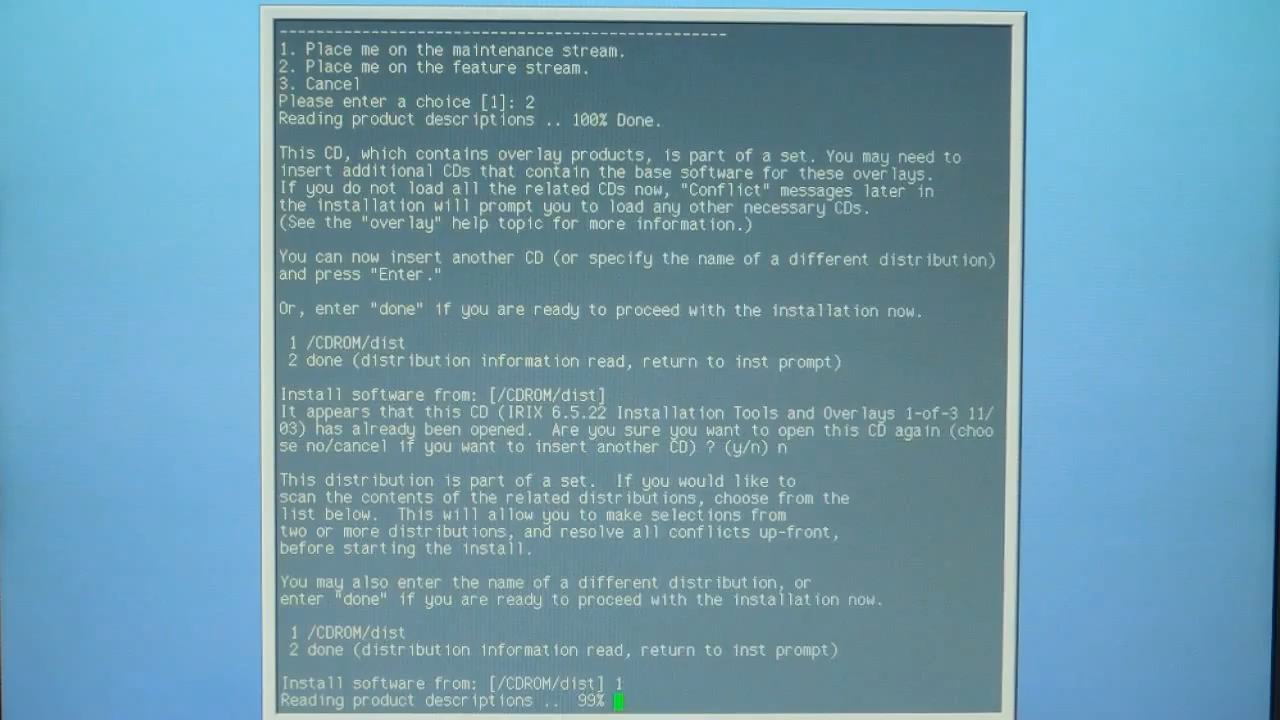 --------------------------------------------------
1. Place me on the maintenance stream.
2. Place me on the feature stream.
3. Cancel
Please enter a choice [1]: 2
Reading product descriptions .. 100% Done.
This CD, which contains overlay products, is part of a set. You may need to
insert additional CDs that contain the base software for these overlays.
If you do not load all the related CDs now, "Conflict" messages later in
the installation will prompt you to load any other necessary CDs.
(See the "overlay" help topic for more information.)
You can now insert another CD (or specify the name of a different distribution)
and press "Enter."
Or, enter "done" if you are ready to proceed with the installation now.
1 /CDROM/dist
2 done (distribution information read, return to inst prompt)
Install software from: [/CDROM/dist]
It appears that this CD (IRIX 6.5.22 Installation Tools and Overlays 1-of-3 11/
03) has already been opened.  Are you sure you want to open this CD again (choo
se no/cancel if you want to insert another CD) ? (y/n) n
This distribution is part of a set.  If you would like to
scan the contents of the related distributions, choose from the
list below.  This will allow you to make selections from
two or more distributions, and resolve all conflicts up-front,
before starting the install.
You may also enter the name of a different distribution, or
enter "done" if you are ready to proceed with the installation now.
1 /CDROM/dist
2 done (distribution information read, return to inst prompt)
Install software from: [/CDROM/dist] 1
Reading product descriptions ..  99%